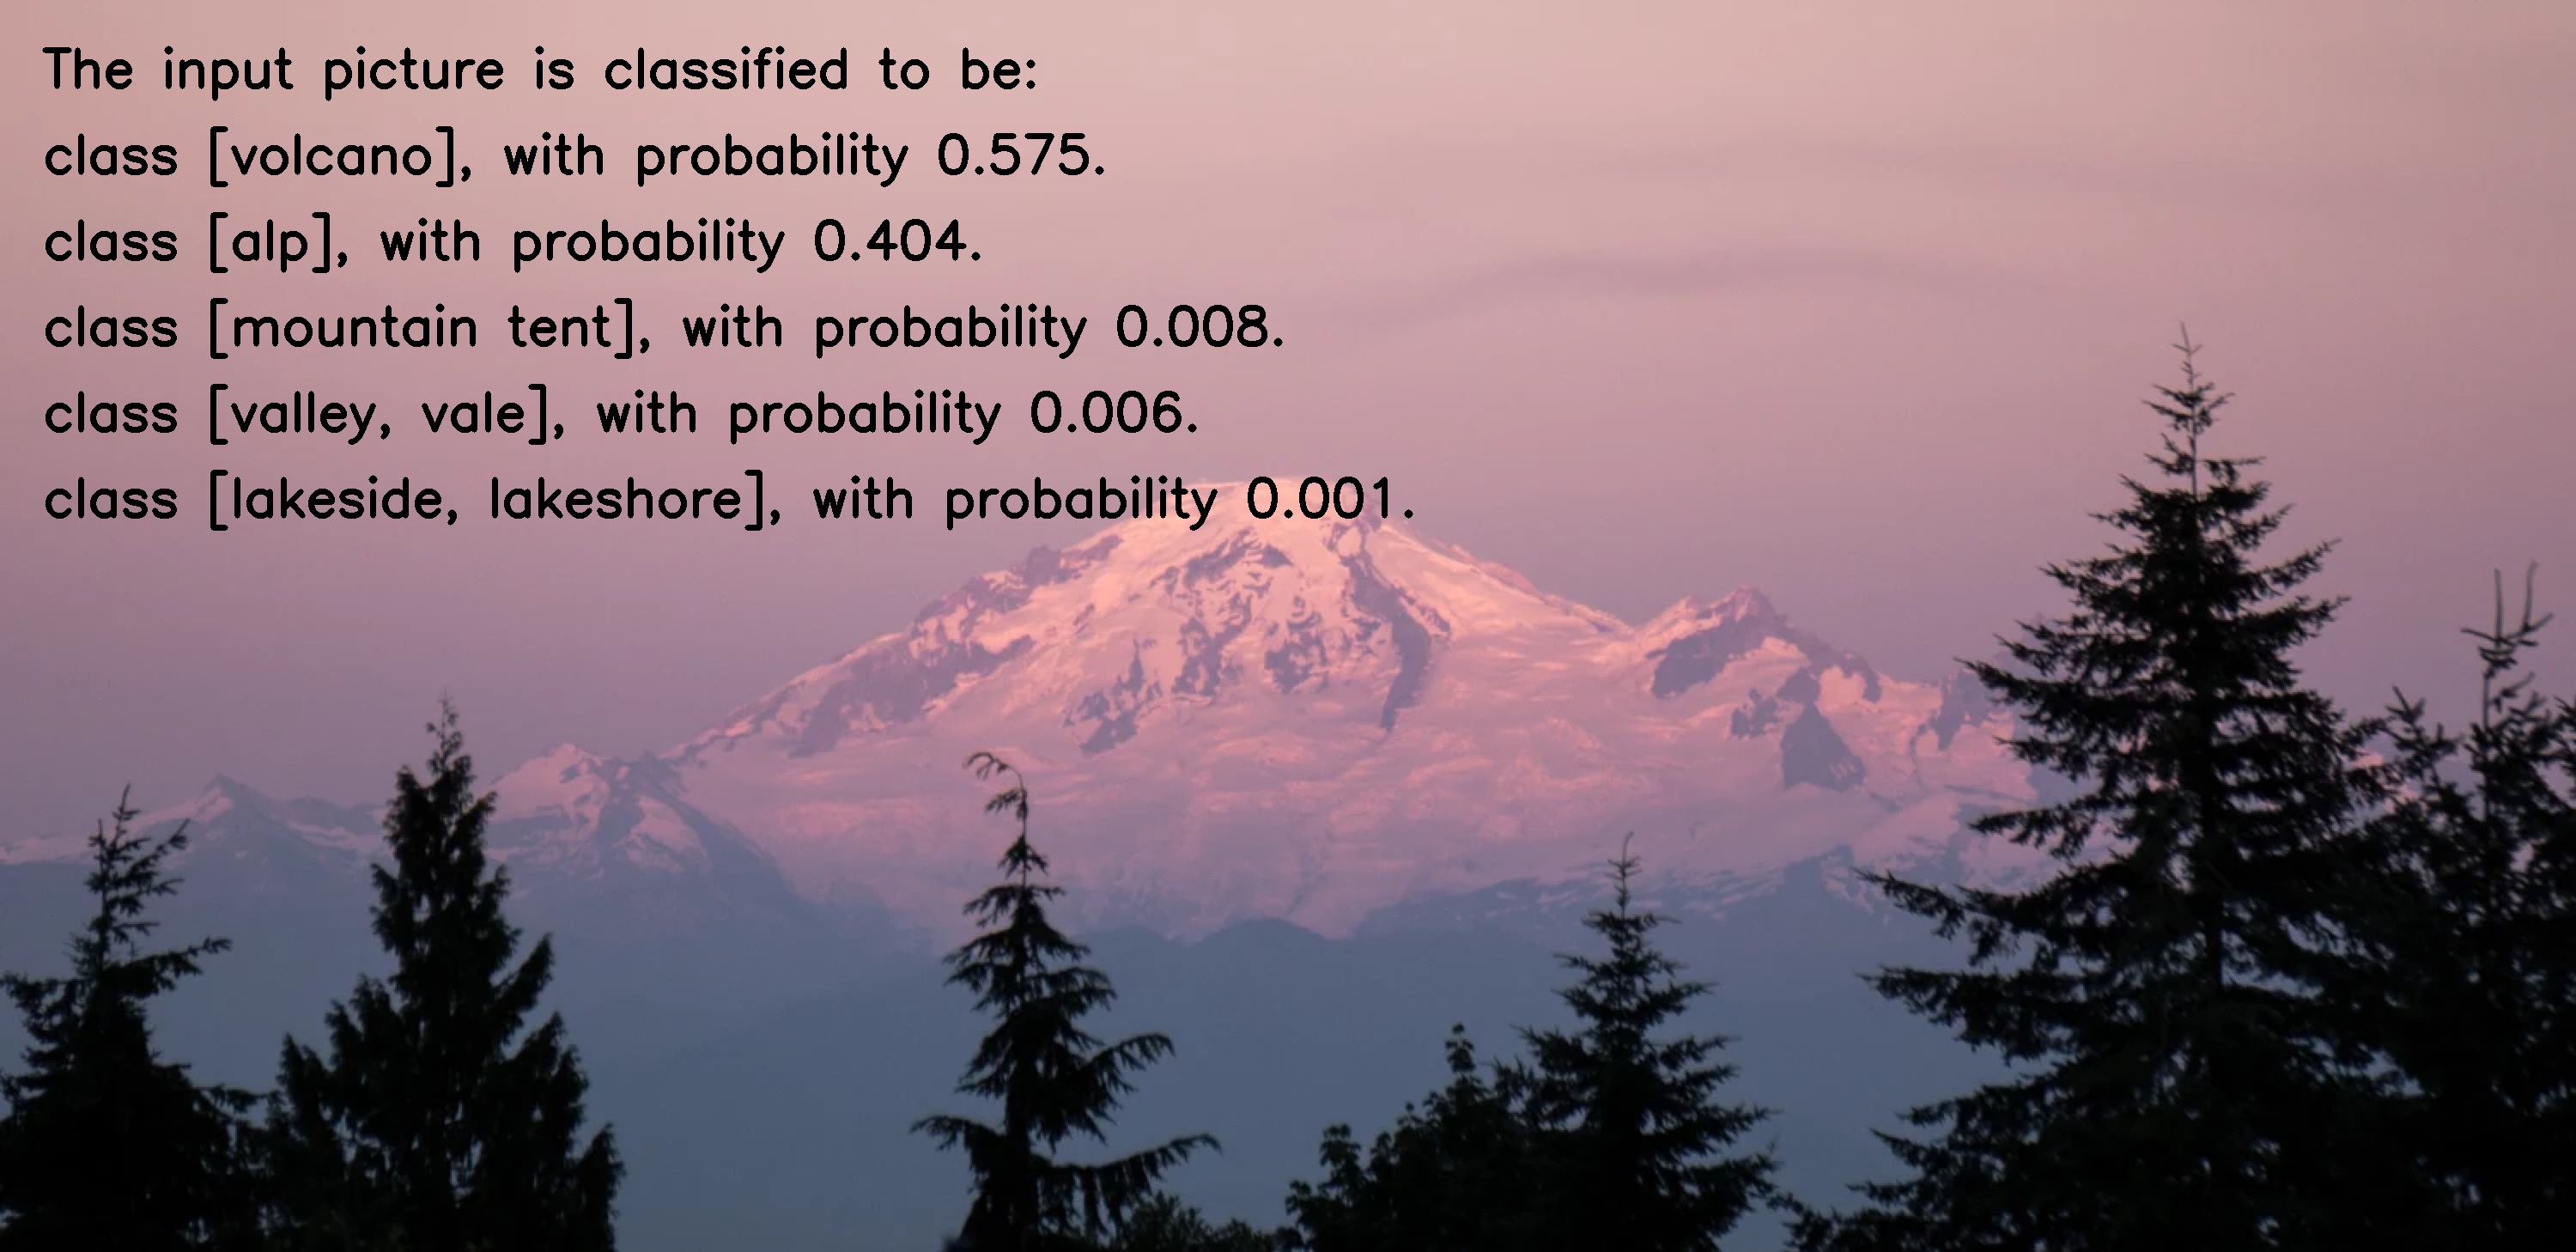 The input picture is classified to be:
class [volcano], with probability 0.575.
class [alp], with probability 0.404.
class [mountain tent], with probability 0.008.
class [valley, vale], with probability 0.006.
class [lakeside, lakeshore], with probability 0.001.